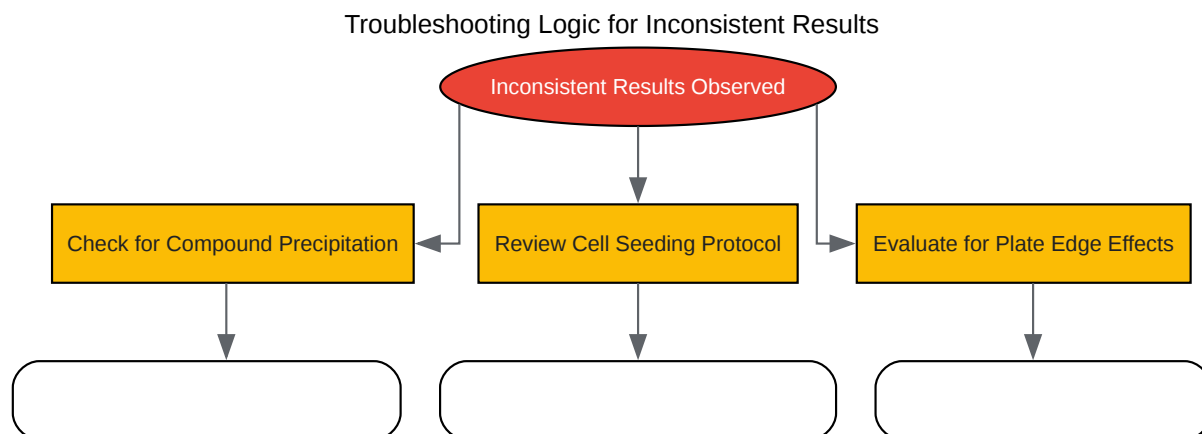 Troubleshooting Logic for Inconsistent Results
Inconsistent Results Observed
Check for Compound Precipitation
Review Cell Seeding Protocol
Evaluate for Plate Edge Effects